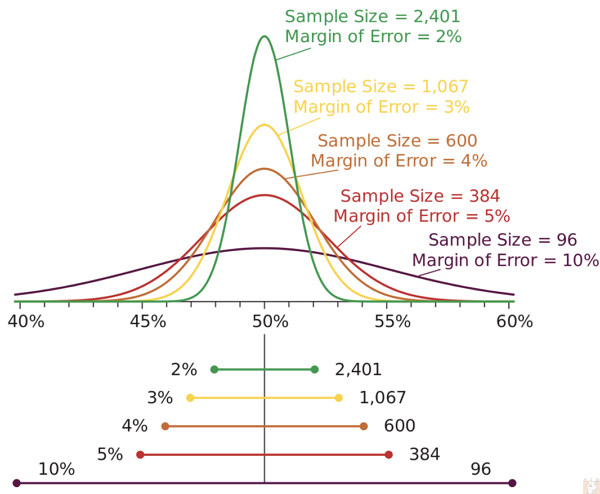 Sample Size = 2,401
Margin of Error = 2%
Sample Size = 1,067
Margin of Error = 3%
Sample Size = 600
Margin of Error = 4%
Sample Size = 384
Margin of Error = 5%
Sample Size = 96
Margin of Error = 10%
40% 45% 50% 55% 60%
2% 2,401
3% 1,067
4% 600
5% 384
10% 96